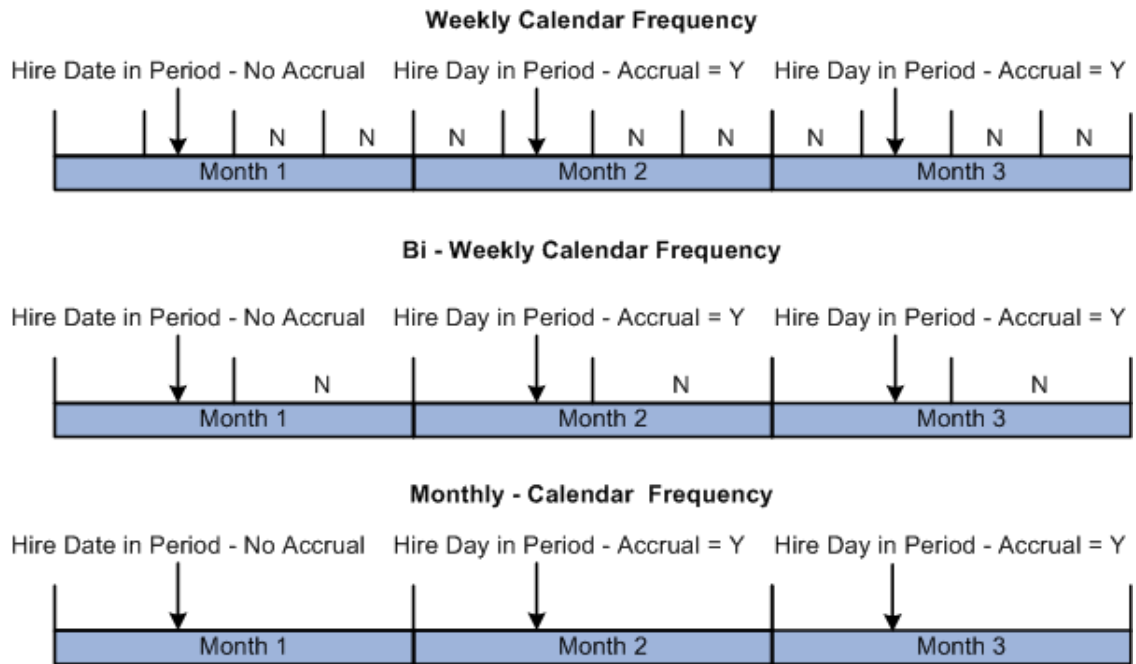 Weekly Calendar Frequency
Hire Date in Period - No Accrual Hire Day in Period - Accrual = Y Hire Day in Period - Accrual = Y
N N N N N N N N
Month 1 Month 2 Month 3
Bi - Weekly Calendar Frequency
Hire Date in Period - No Accrual Hire Day in Period - Accrual = Y Hire Day in Period - Accrual = Y
N N N
Month 1 Month 2 Month 3
Monthly - Calendar Frequency
Hire Date in Period - No Accrual Hire Day in Period - Accrual = Y Hire Day in Period - Accrual = Y
Month 1 Month 2 Month 3